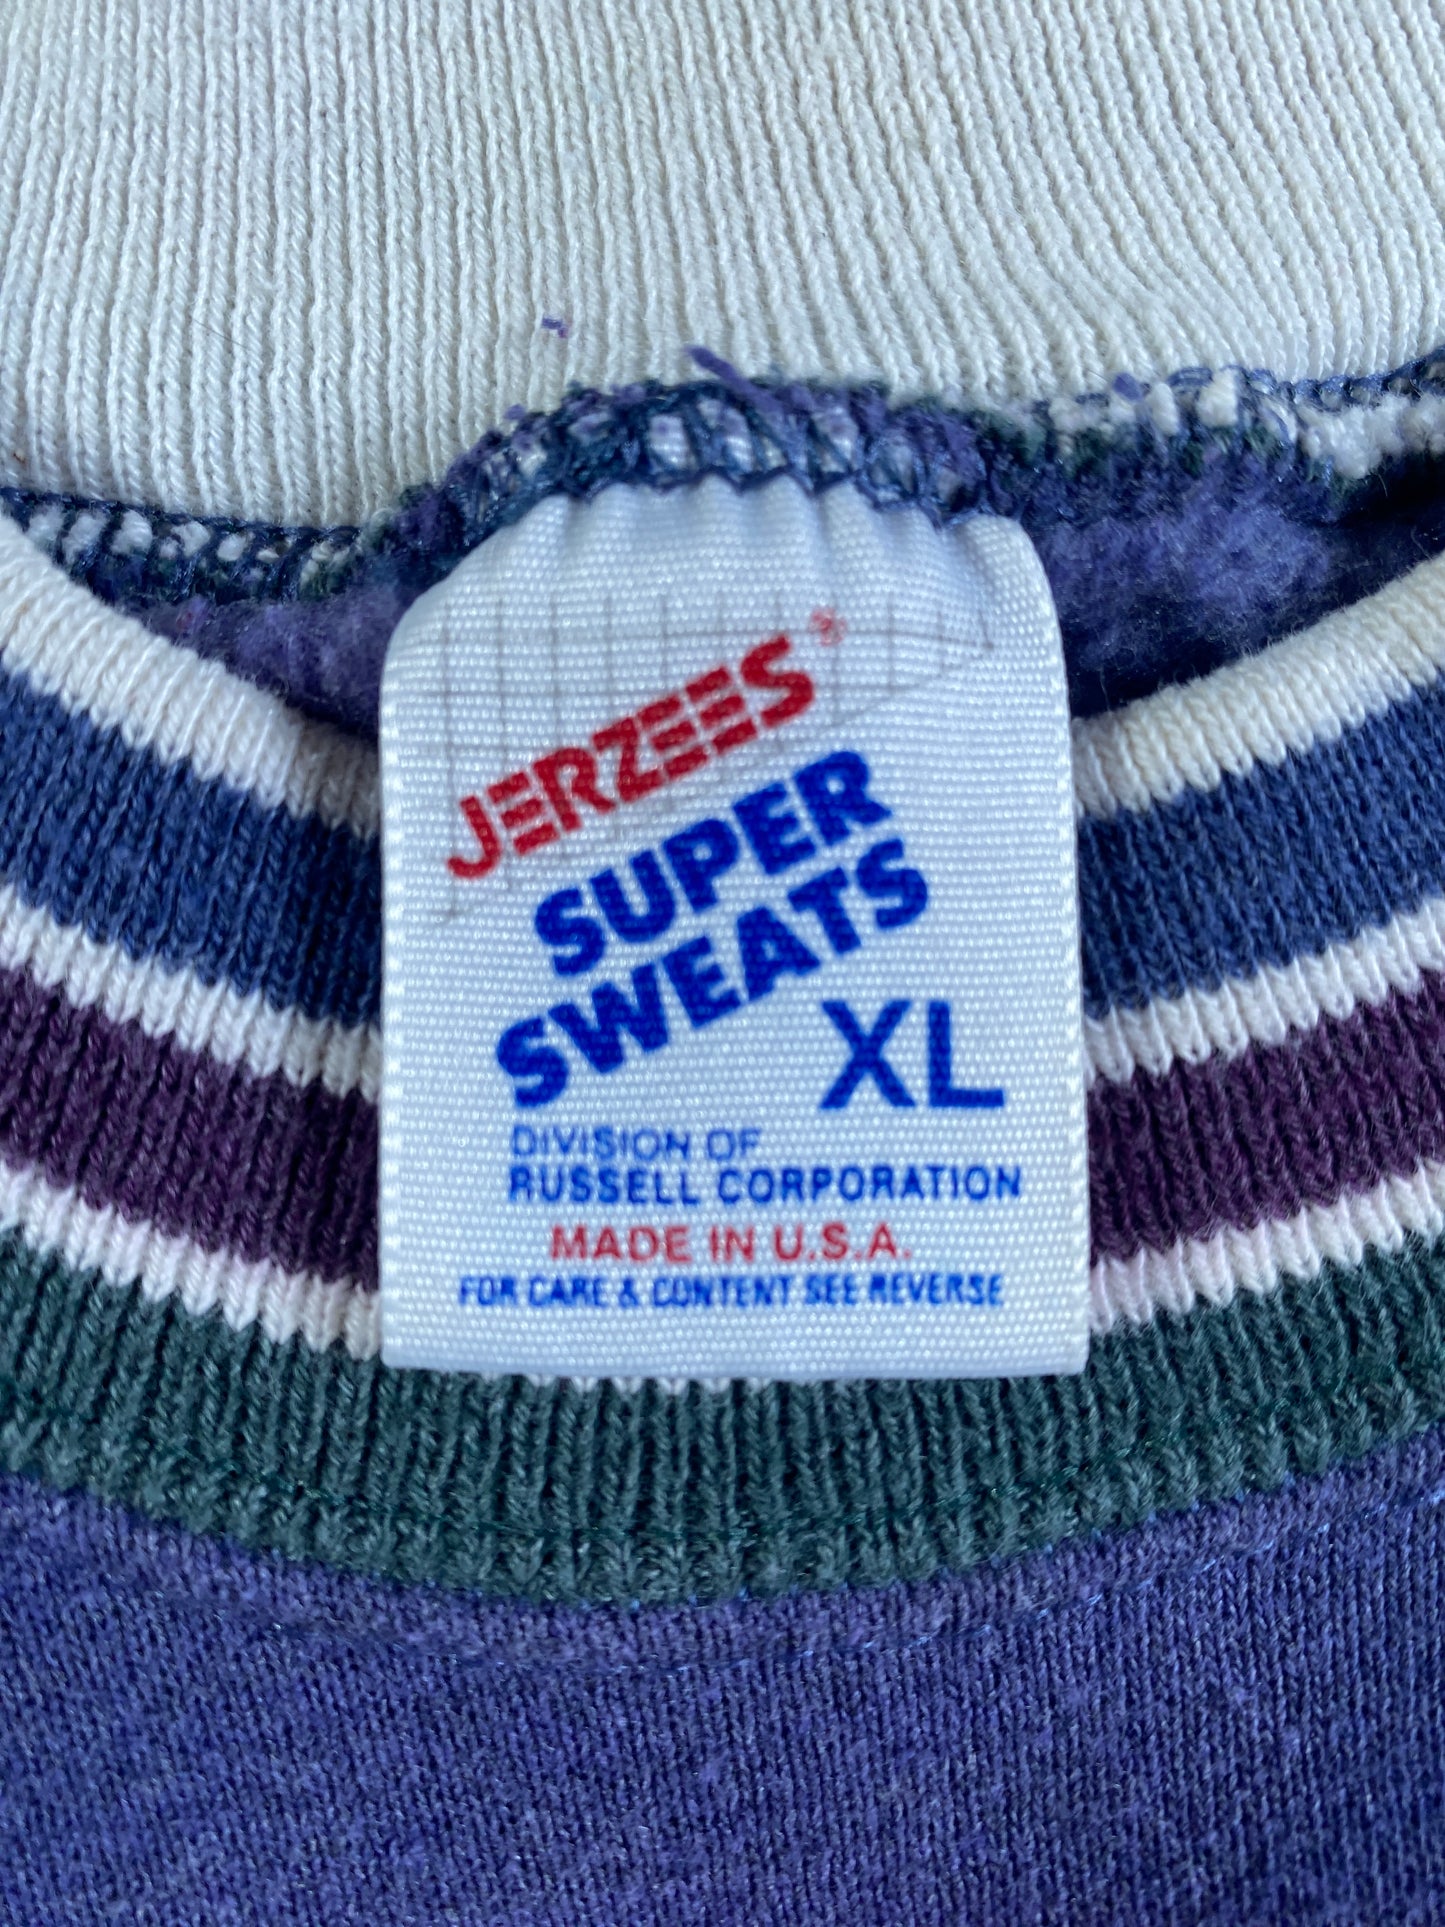 JERZEES®
SUPER
SWEATS
XL
DIVISION OF
RUSSELL CORPORATION
MADE IN U.S.A.
FOR CARE & CONTENT SEE REVERSE